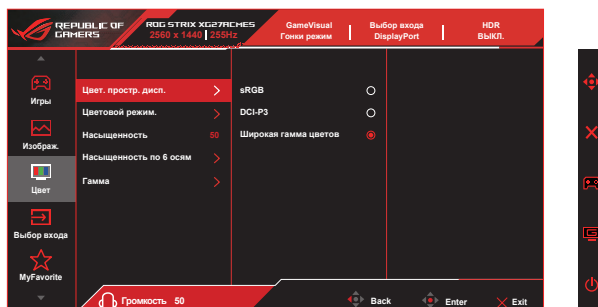 REPUBLIC OF
GAMERS
ROG STRIX XG27ACMES
2560 x 1440 255Hz
GameVisual
Гонки режим
Выбор входа
DisplayPort
HDR
ВЫКЛ.
Игры
Изображ.
Цвет
Выбор входа
MyFavorite
Цвет. простр. дисп.
Цветовой режим.
Насыщенность 50
Насыщенность по 6 осям
Гамма
sRGB
DCI-P3
Широкая гамма цветов
Громкость 50
Back
Enter
Exit